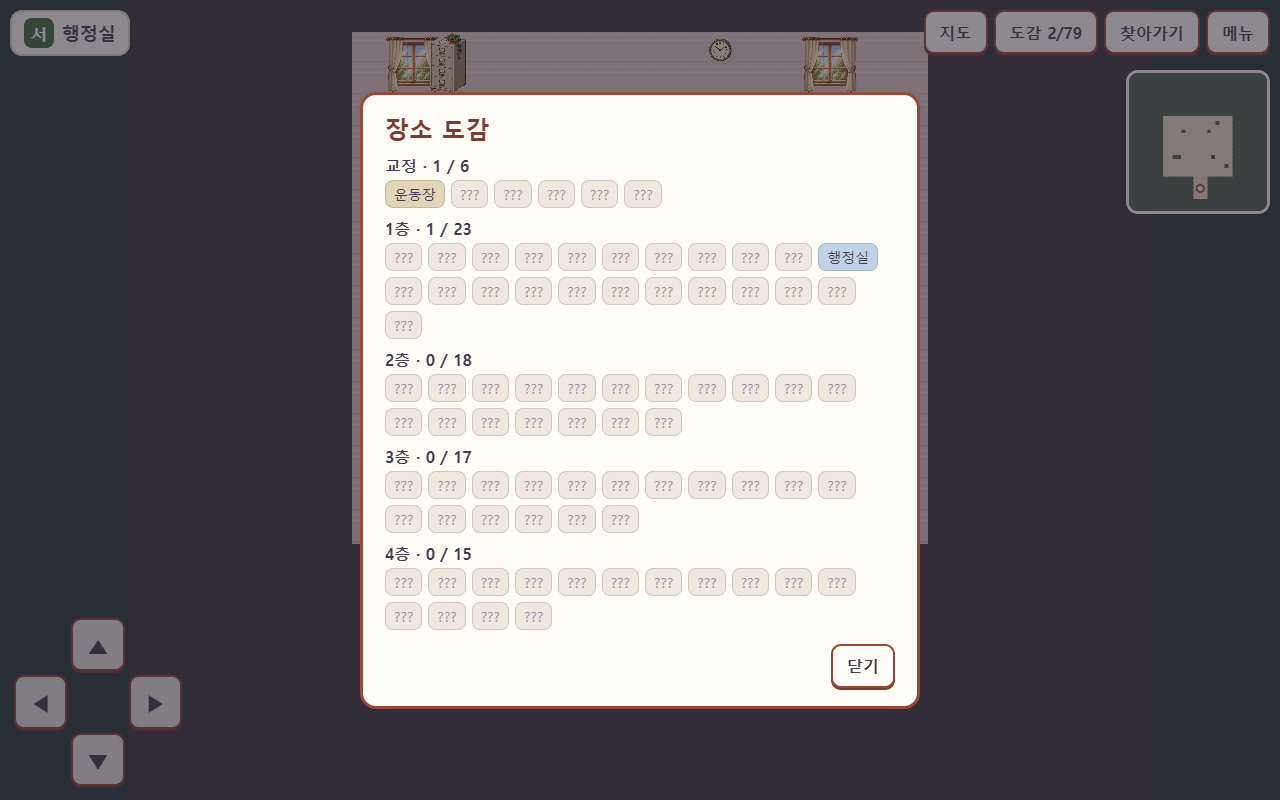 서 행정실
지도
도감 2/79
찾아가기
메뉴
장소 도감
교정 · 1 / 6
운동장 ??? ??? ??? ??? ???
1층 · 1 / 23
??? ??? ??? ??? ??? ??? ??? ??? ??? ??? 행정실
??? ??? ??? ??? ??? ??? ??? ??? ??? ??? ???
???
2층 · 0 / 18
??? ??? ??? ??? ??? ??? ??? ??? ??? ??? ???
??? ??? ??? ??? ??? ??? ???
3층 · 0 / 17
??? ??? ??? ??? ??? ??? ??? ??? ??? ??? ???
??? ??? ??? ??? ??? ???
4층 · 0 / 15
??? ??? ??? ??? ??? ??? ??? ??? ??? ??? ???
??? ??? ??? ???
닫기